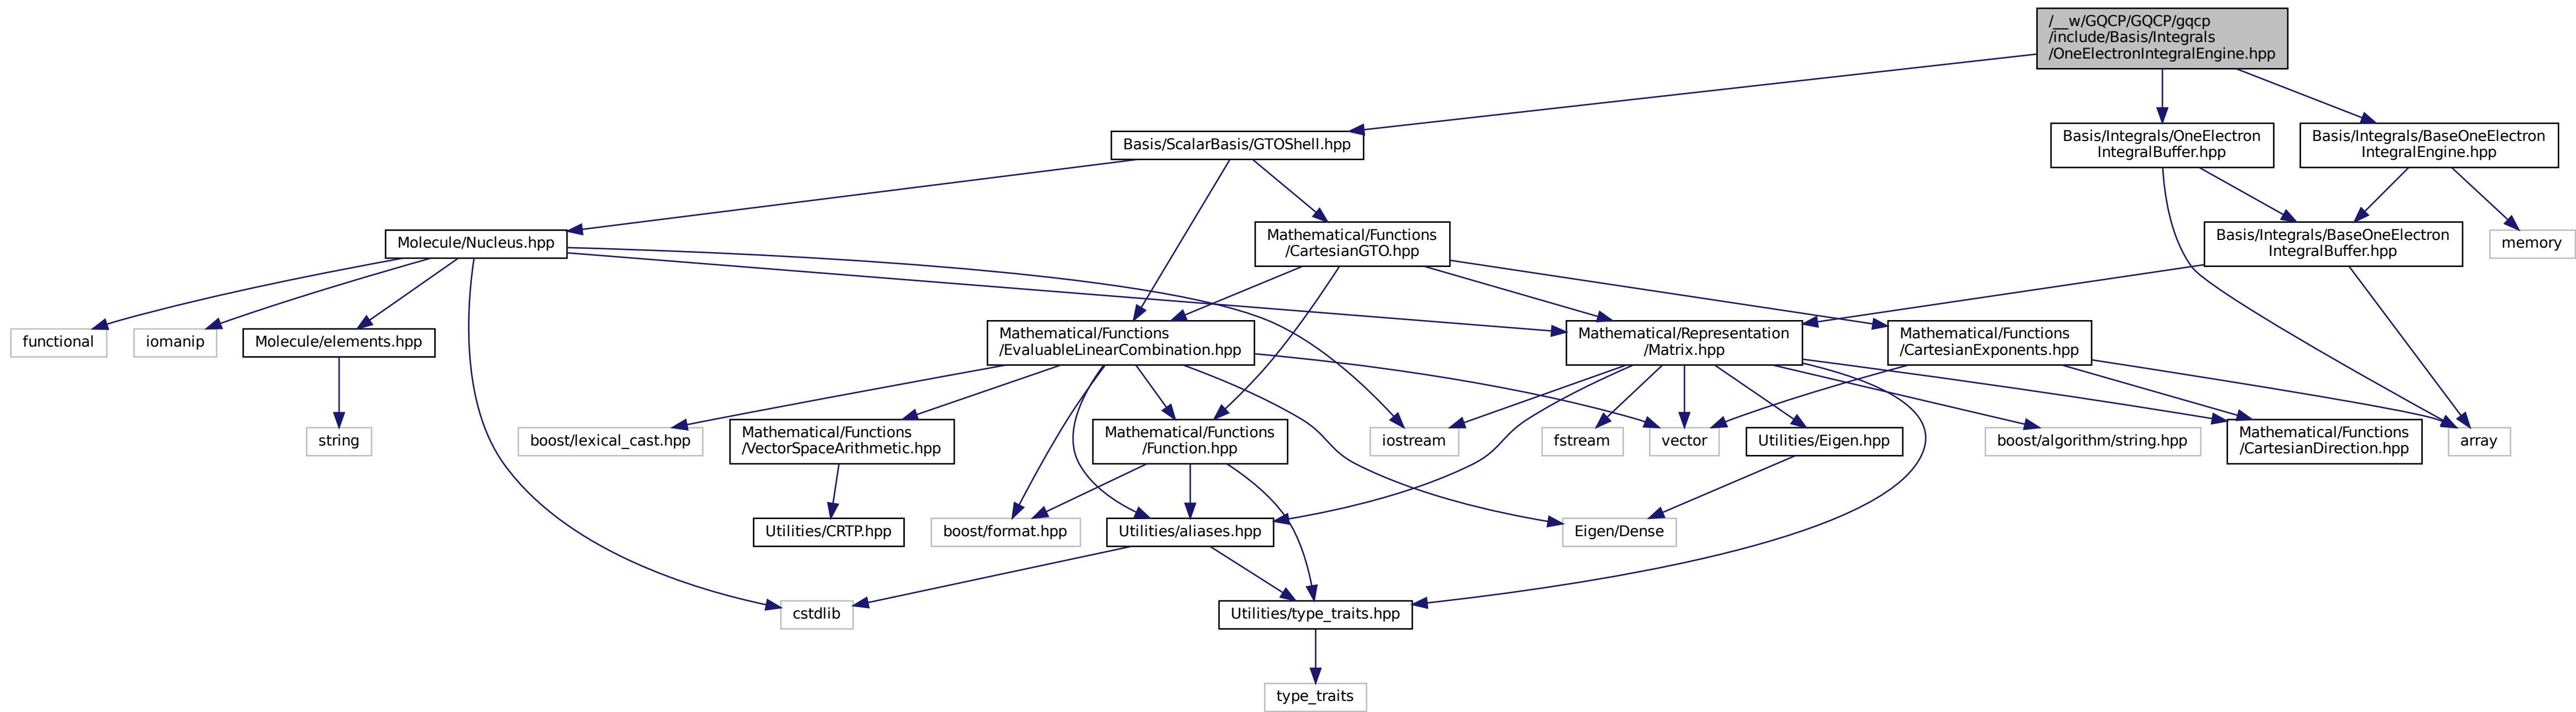 /__w/GQCP/GQCP/gqcp
/include/Basis/Integrals
/OneElectronIntegralEngine.hpp
Basis/ScalarBasis/GTOShell.hpp
Basis/Integrals/OneElectron
IntegralBuffer.hpp
Basis/Integrals/BaseOneElectron
IntegralEngine.hpp
Molecule/Nucleus.hpp
Mathematical/Functions
/CartesianGTO.hpp
Basis/Integrals/BaseOneElectron
IntegralBuffer.hpp
memory
functional
iomanip
Molecule/elements.hpp
Mathematical/Functions
/EvaluableLinearCombination.hpp
Mathematical/Representation
/Matrix.hpp
Mathematical/Functions
/CartesianExponents.hpp
string
boost/lexical_cast.hpp
Mathematical/Functions
/VectorSpaceArithmetic.hpp
Mathematical/Functions
/Function.hpp
iostream
fstream
vector
Utilities/Eigen.hpp
boost/algorithm/string.hpp
Mathematical/Functions
/CartesianDirection.hpp
array
Utilities/CRTP.hpp
boost/format.hpp
Utilities/aliases.hpp
Eigen/Dense
cstdlib
Utilities/type_traits.hpp
type_traits